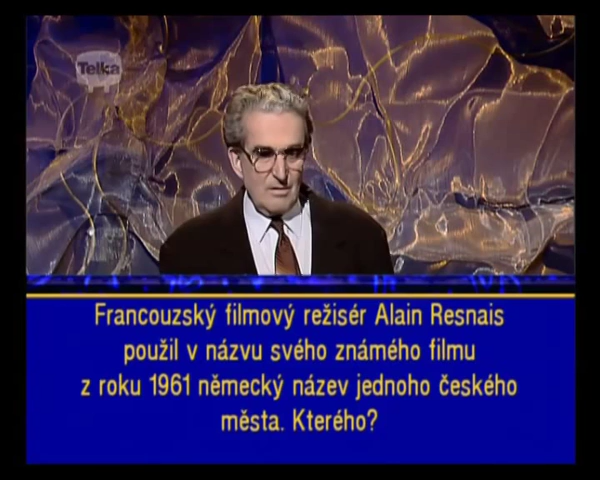 Telka
Francouzský filmový režisér Alain Resnais
použil v názvu svého známého filmu
z roku 1961 německý název jednoho českého
města. Kterého?